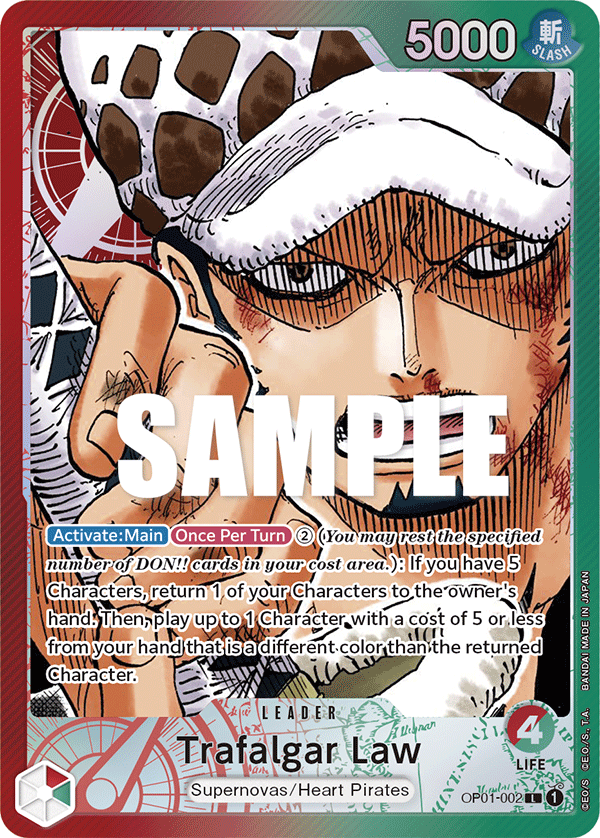 5000 斬
SLASH
SAMPLE
Activate:Main Once Per Turn ② (You may rest the specified
number of DON!! cards in your cost area.): If you have 5
Characters, return 1 of your Characters to the owner's
hand. Then, play up to 1 Character with a cost of 5 or less
from your hand that is a different color than the returned
Character.
LEADER
Trafalgar Law
Supernovas/Heart Pirates
4
LIFE
OP01-002 L 1
©E.O./S ©E.O./S., T.A. BANDAI MADE IN JAPAN